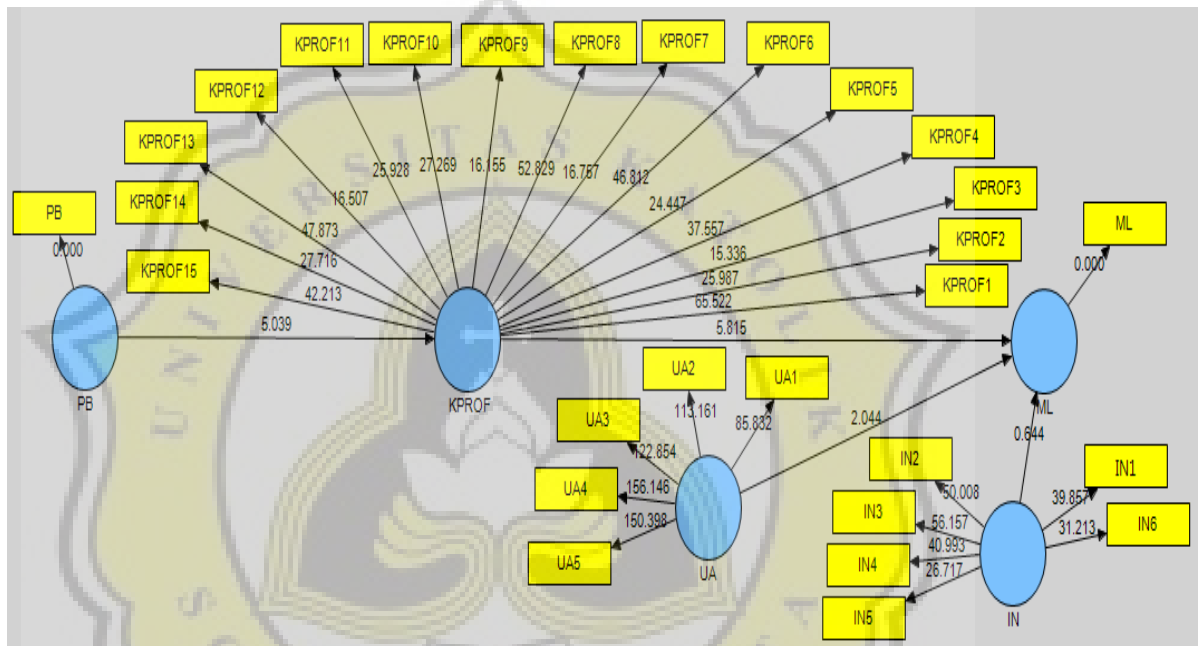 KPROF11
KPROF10
KPROF9
KPROF8
KPROF7
KPROF6
KPROF12
KPROF5
KPROF13
KPROF4
KPROF14
KPROF3
PB
KPROF2
ML
KPROF15
KPROF1
0.000
25.928
27.269
16.155
52.829
16.757
46.812
16.507
24.447
47.873
37.557
27.716
15.336
42.213
25.987
65.522
0.000
5.039
5.815
PB
KPROF
ML
UA2
UA1
113.161
85.832
2.044
UA3
122.854
0.644
UA4
156.146
IN2
50.008
IN1
39.857
UA5
150.398
UA
IN3
56.157
31.213
IN6
IN4
40.993
26.717
IN5
IN
UNIVERSITAS KATOLIK